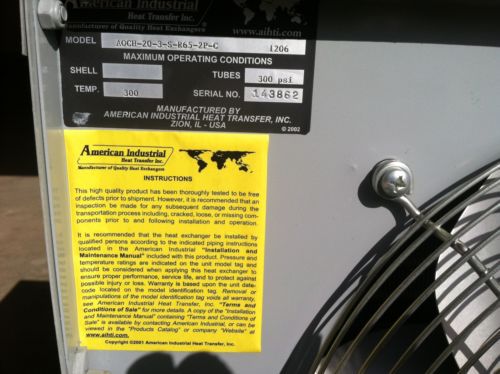 American Industrial
Heat Transfer Inc.
Manufacturer of Quality Heat Exchangers
www.aihti.com
MODEL AOCH-20-3-S-R65-2P-C 1206
MAXIMUM OPERATING CONDITIONS
SHELL TUBES 300 psi
TEMP. 300 SERIAL NO. 143862
MANUFACTURED BY
AMERICAN INDUSTRIAL HEAT TRANSFER, INC.
ZION, IL - USA
© 2002
American Industrial
Heat Transfer Inc.
Manufacturer of Quality Heat Exchangers
INSTRUCTIONS
This high quality product has been thoroughly tested to be free
of defects prior to shipment. However, it is recommended that an
inspection be made for any subsequent damage during the
transportation process including, cracked, loose, or missing com-
ponents prior to and following installation and operation.
It is recommended that the heat exchanger be installed by
qualified persons according to the indicated piping instructions
located in the American Industrial "Installation and
Maintenance Manual" included with this product. Pressure and
temperature ratings are indicated on the unit model tag and
should be considered when applying this heat exchanger to
ensure proper performance, service life, and to protect against
possible injury or loss. Warranty is based upon the unit date-
code located on the model identification tag. Removal or
manipulations of the model identification tag voids all warranty,
see American Industrial Heat Transfer, Inc. "Terms and
Conditions of Sale" for more details. A copy of the "Installation
and Maintenance Manual" containing "Terms and Conditions of
Sale" is available by contacting American Industrial, or can be
viewed in the "Products Catalog" or company "Website" at
www.aihti.com.
Copyright ©2001 American Industrial Heat Transfer, Inc.